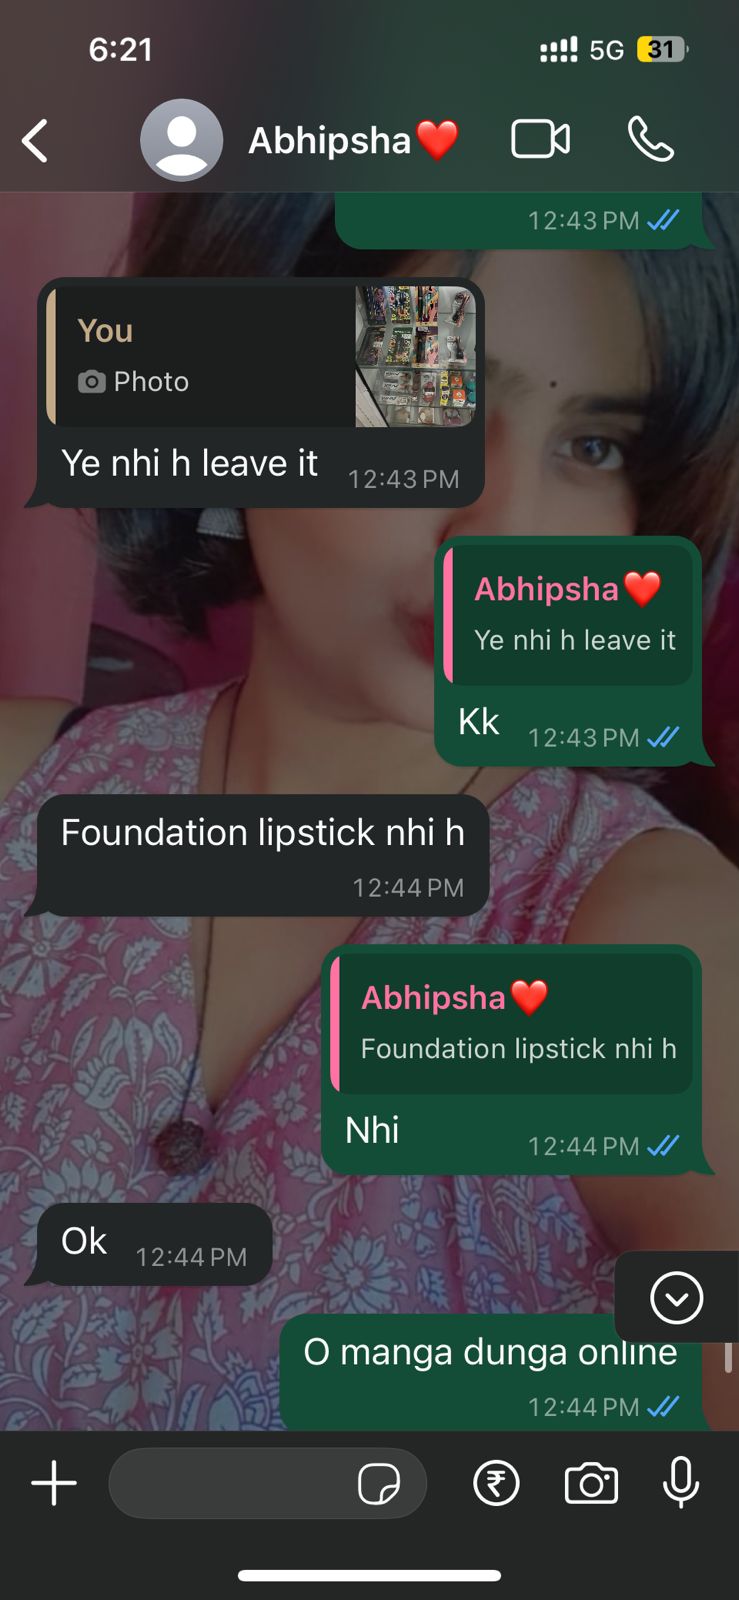 6:21
5G 31
Abhipsha❤️
12:43 PM
You
Photo
Ye nhi h leave it
12:43 PM
Abhipsha❤️
Ye nhi h leave it
Kk
12:43 PM
Foundation lipstick nhi h
12:44 PM
Abhipsha❤️
Foundation lipstick nhi h
Nhi
12:44 PM
Ok
12:44 PM
O manga dunga online
12:44 PM